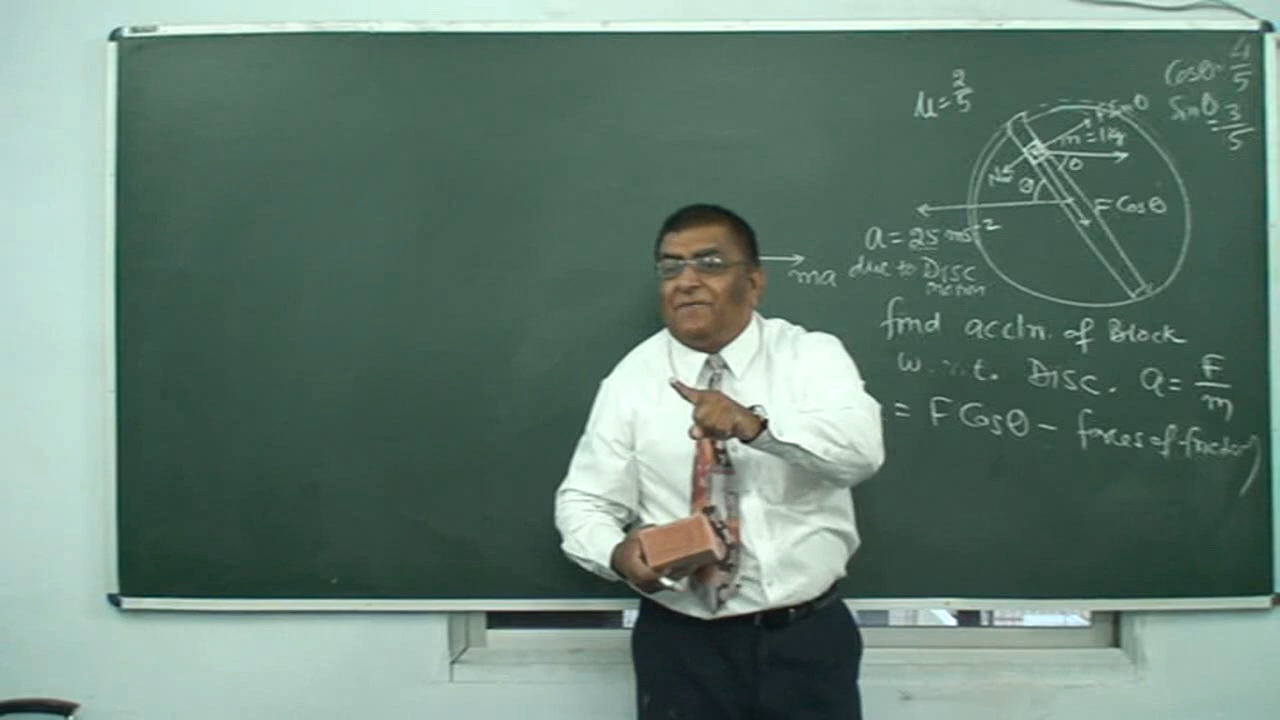 μ = 2/5
Cosθ = 4/5
Sinθ = 3/5
FSinθ
m = 1kg
θ
N
θ
F Cosθ
a = 25 ms⁻²
due to Disc
motion
ma
find accln. of Block
w.r.t. Disc. a = F/m
= F Cosθ - forces of friction